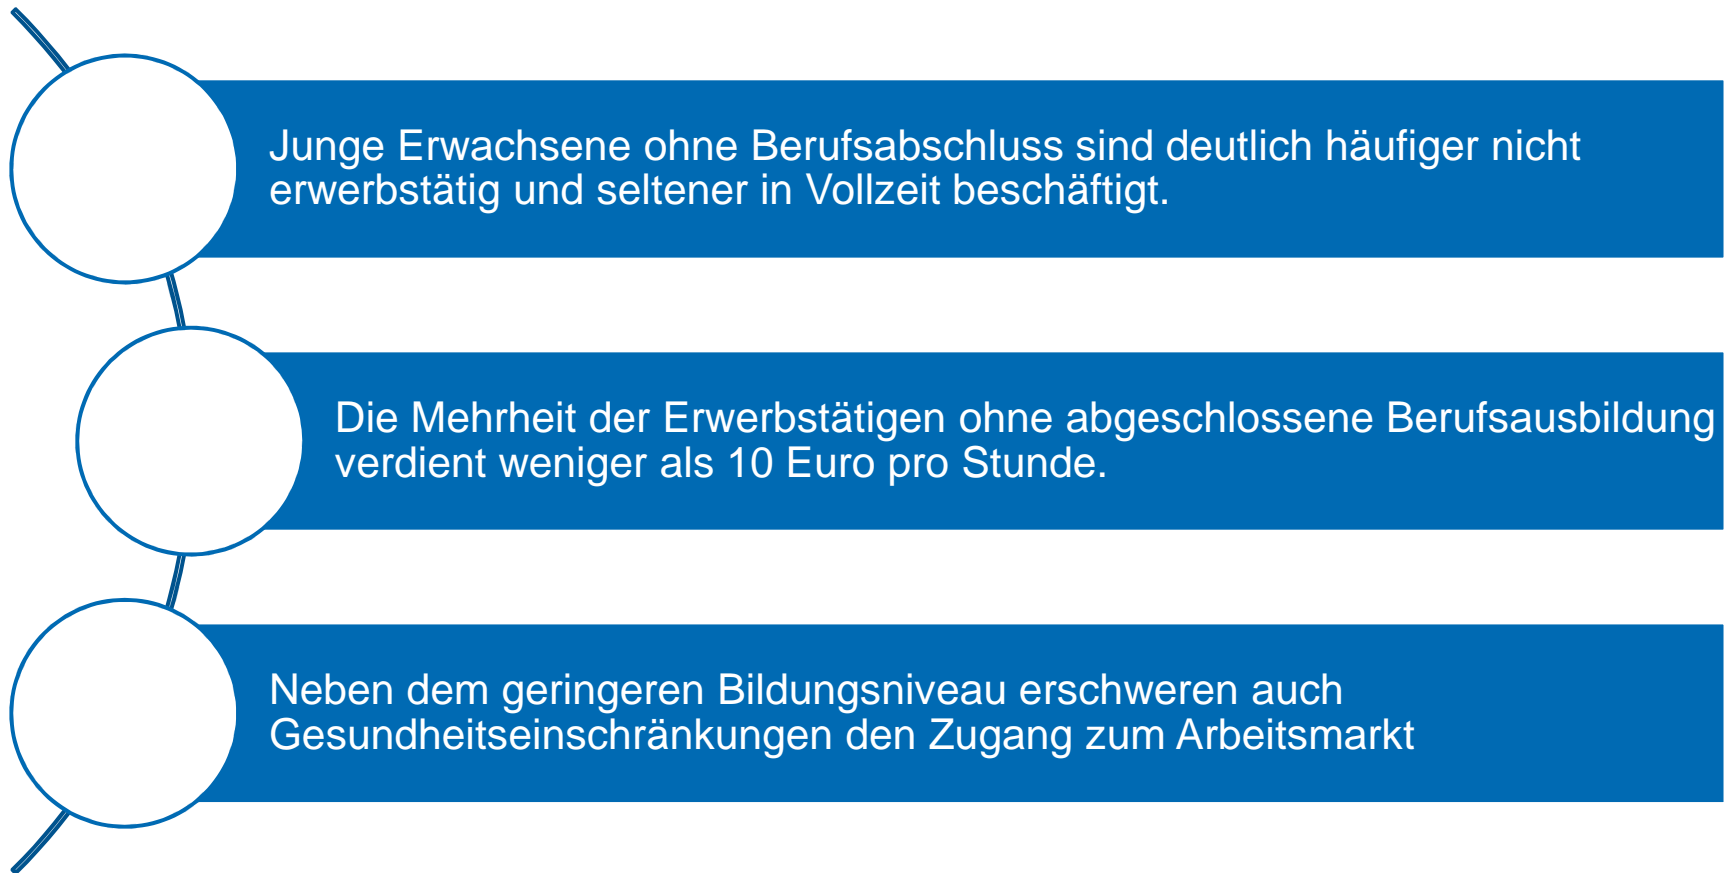 Junge Erwachsene ohne Berufsabschluss sind deutlich häufiger nicht
erwerbstätig und seltener in Vollzeit beschäftigt.
Die Mehrheit der Erwerbstätigen ohne abgeschlossene Berufsausbildung
verdient weniger als 10 Euro pro Stunde.
Neben dem geringeren Bildungsniveau erschweren auch
Gesundheitseinschränkungen den Zugang zum Arbeitsmarkt